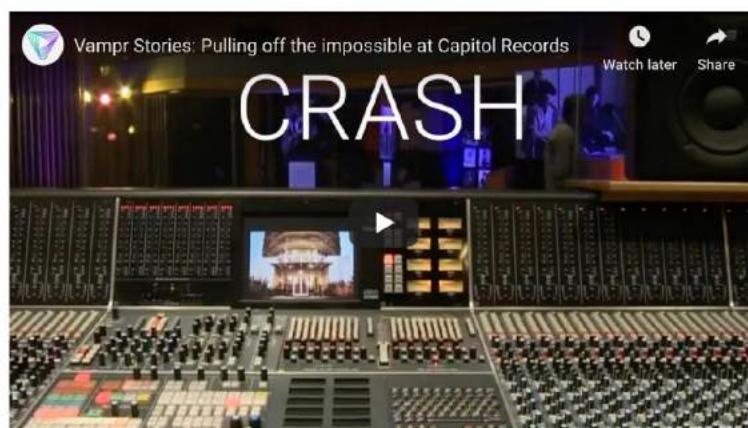 Vampr Stories: Pulling off the impossible at Capitol Records
Watch later
Share
CRASH